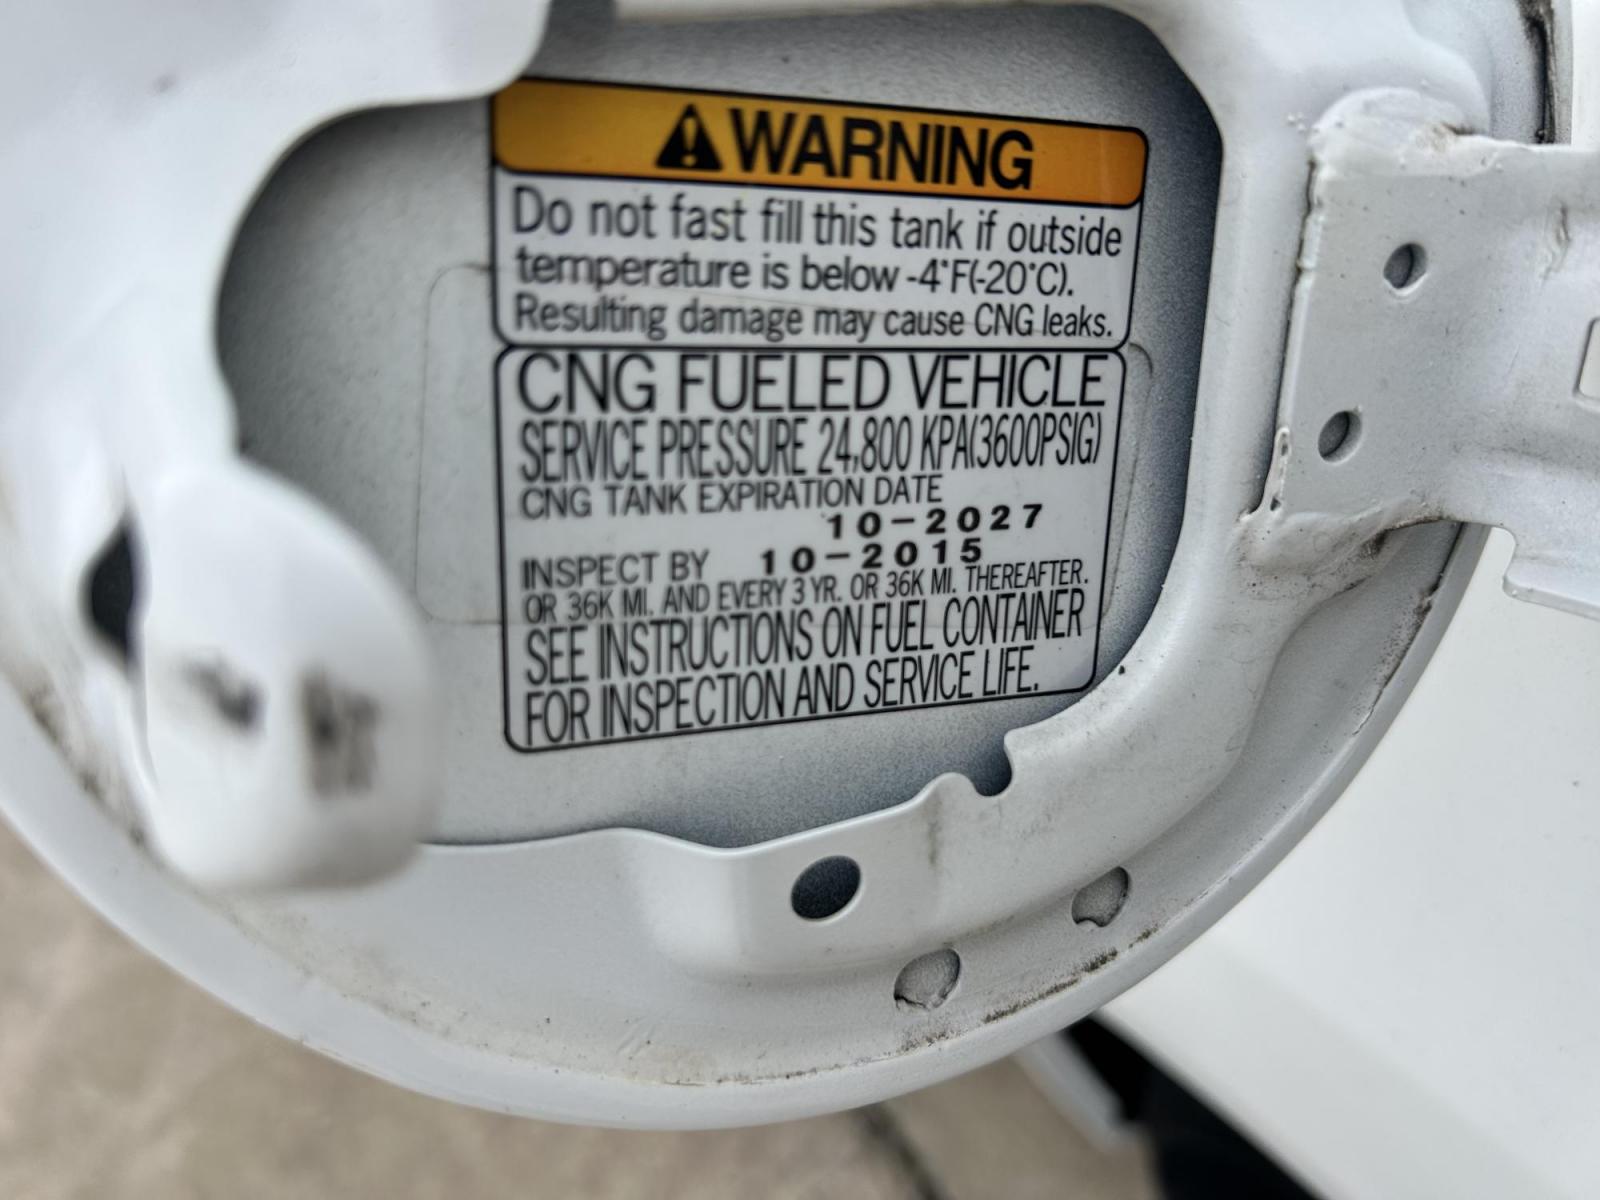 WARNING
Do not fast fill this tank if outside
temperature is below -4°F(-20°C).
Resulting damage may cause CNG leaks.
CNG FUELED VEHICLE
SERVICE PRESSURE 24,800 KPA(3600PSIG)
CNG TANK EXPIRATION DATE
10-2027
INSPECT BY 10-2015
OR 36K MI. AND EVERY 3 YR. OR 36K MI. THEREAFTER.
SEE INSTRUCTIONS ON FUEL CONTAINER
FOR INSPECTION AND SERVICE LIFE.